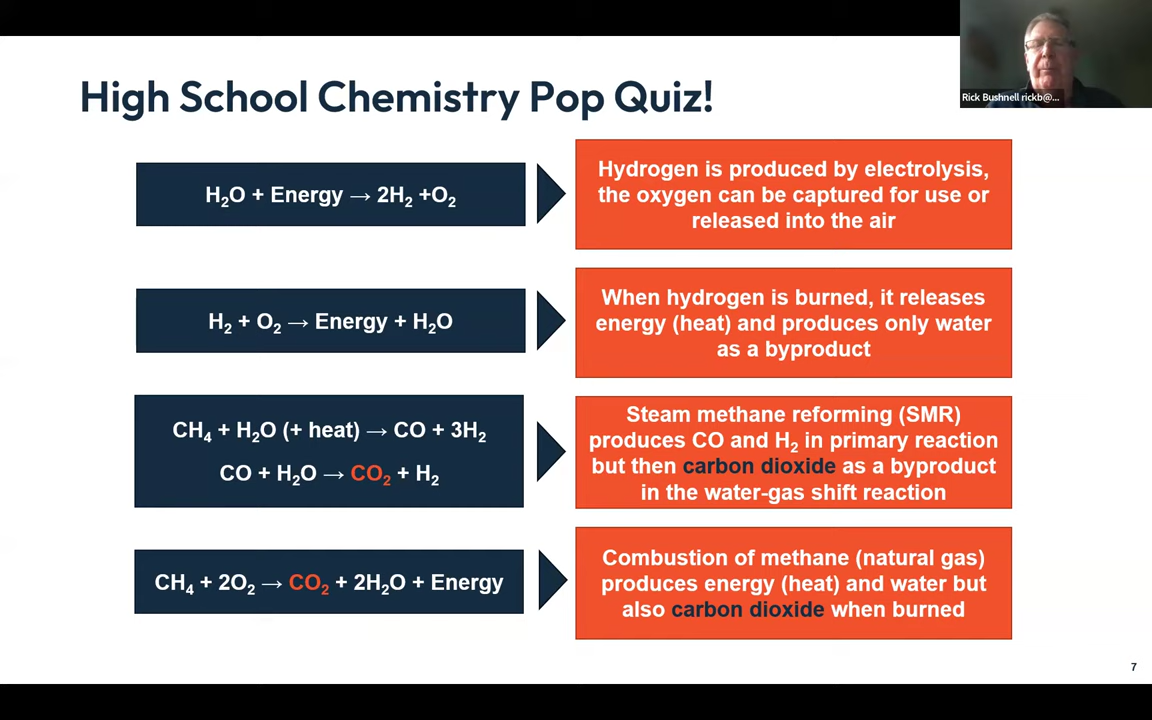 High School Chemistry Pop Quiz!
Rick Bushnell rickb@...
H₂O + Energy → 2H₂ +O₂
Hydrogen is produced by electrolysis,
the oxygen can be captured for use or
released into the air
H₂ + O₂ → Energy + H₂O
When hydrogen is burned, it releases
energy (heat) and produces only water
as a byproduct
CH₄ + H₂O (+ heat) → CO + 3H₂
CO + H₂O → CO₂ + H₂
Steam methane reforming (SMR)
produces CO and H₂ in primary reaction
but then carbon dioxide as a byproduct
in the water-gas shift reaction
CH₄ + 2O₂ → CO₂ + 2H₂O + Energy
Combustion of methane (natural gas)
produces energy (heat) and water but
also carbon dioxide when burned
7